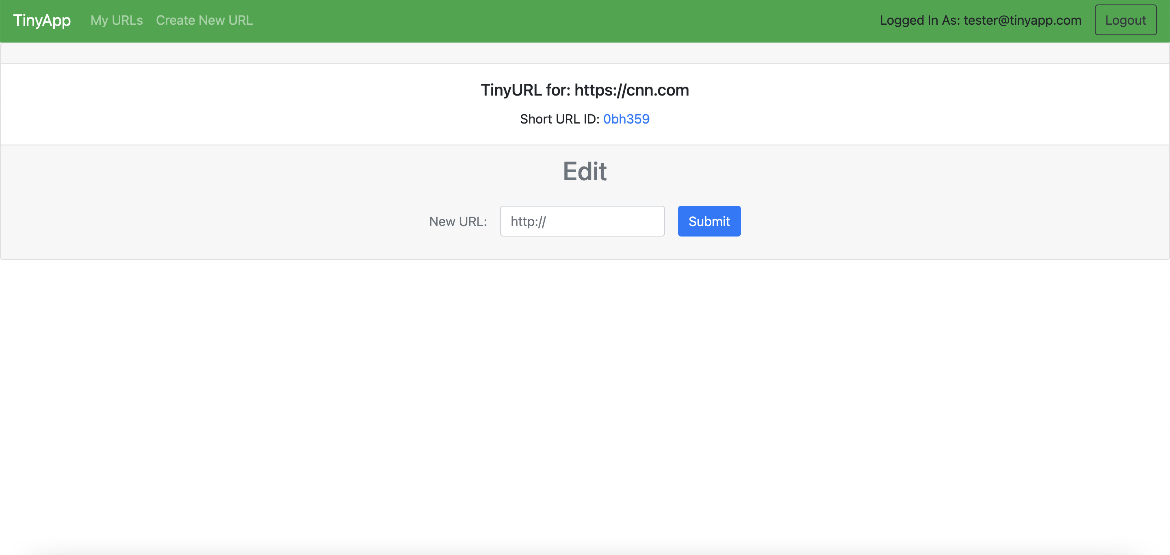 TinyApp My URLs Create New URL Logged In As: tester@tinyapp.com Logout
TinyURL for: https://cnn.com
Short URL ID: 0bh359
Edit
New URL: http:// Submit